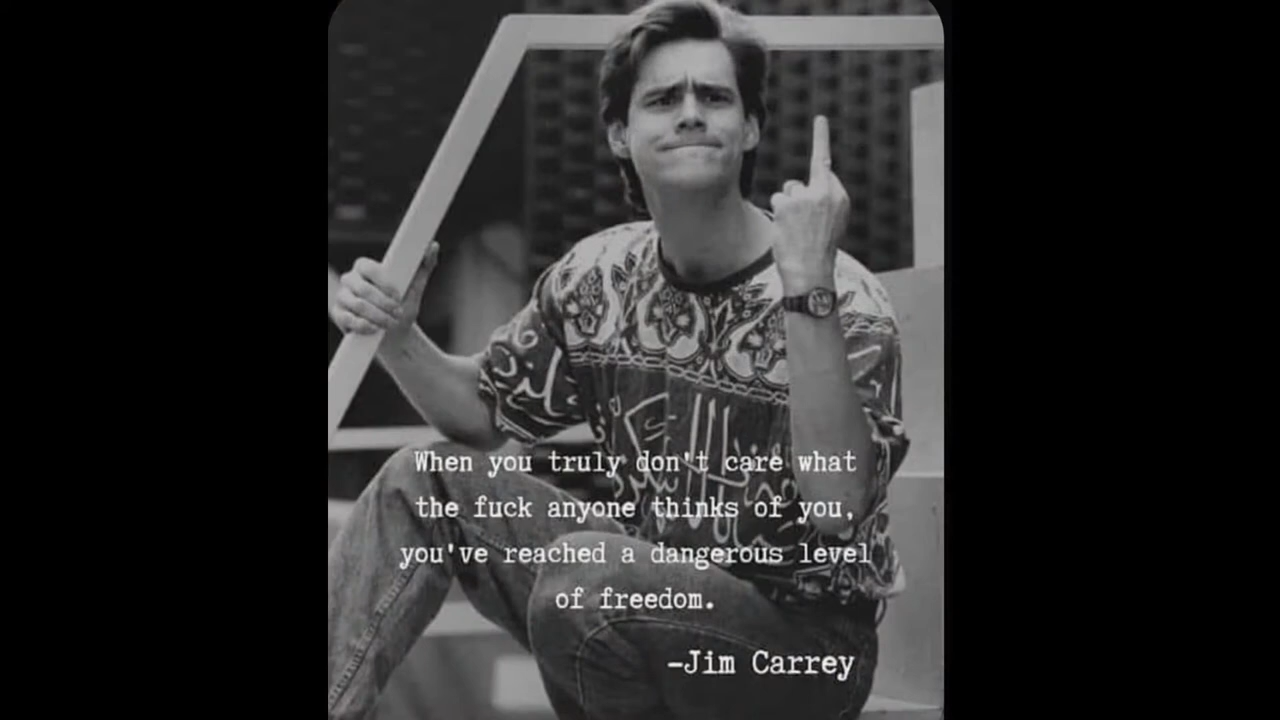 When you truly don't care what
the fuck anyone thinks of you,
you've reached a dangerous level
of freedom.
-Jim Carrey